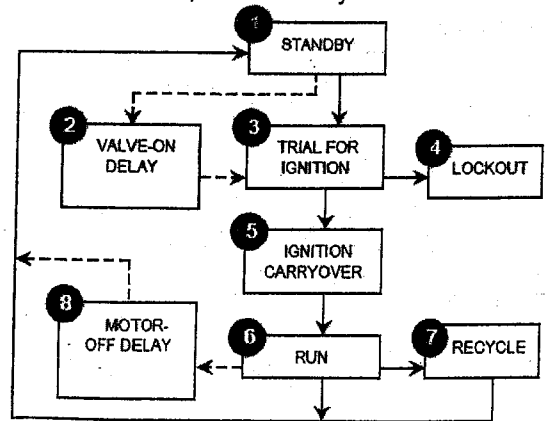 1
STANDBY
2
VALVE-ON
DELAY
3
TRIAL FOR
IGNITION
4
LOCKOUT
5
IGNITION
CARRYOVER
8
MOTOR-
OFF DELAY
6
RUN
7
RECYCLE